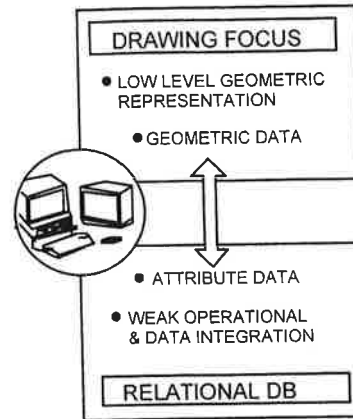 DRAWING FOCUS
● LOW LEVEL GEOMETRIC
REPRESENTATION
● GEOMETRIC DATA
● ATTRIBUTE DATA
● WEAK OPERATIONAL
& DATA INTEGRATION
RELATIONAL DB